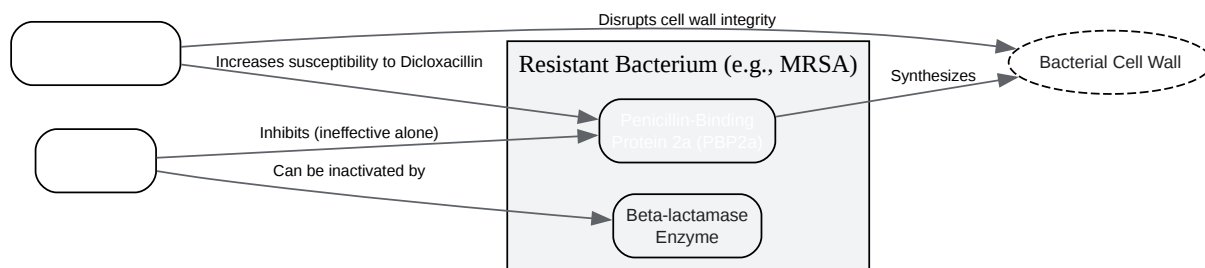 Disrupts cell wall integrity
Increases susceptibility to Dicloxacillin
Resistant Bacterium (e.g., MRSA)
Bacterial Cell Wall
Synthesizes
Penicillin-Binding
Protein 2a (PBP2a)
Inhibits (ineffective alone)
Can be inactivated by
Beta-lactamase
Enzyme